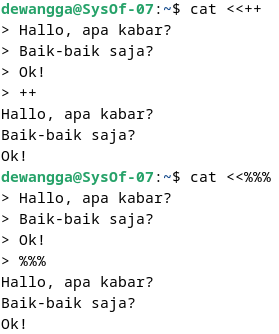 dewangga@SysOf-07:~$ cat <<++
> Hallo, apa kabar?
> Baik-baik saja?
> Ok!
> ++
Hallo, apa kabar?
Baik-baik saja?
Ok!
dewangga@SysOf-07:~$ cat <<%%%
> Hallo, apa kabar?
> Baik-baik saja?
> Ok!
> %%%
Hallo, apa kabar?
Baik-baik saja?
Ok!